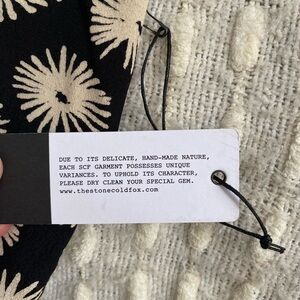 DUE TO ITS DELICATE, HAND-MADE NATURE,
EACH SCF GARMENT POSSESSES UNIQUE
VARIANCES. TO UPHOLD ITS CHARACTER,
PLEASE DRY CLEAN YOUR SPECIAL GEM.
www.thestonecoldfox.com